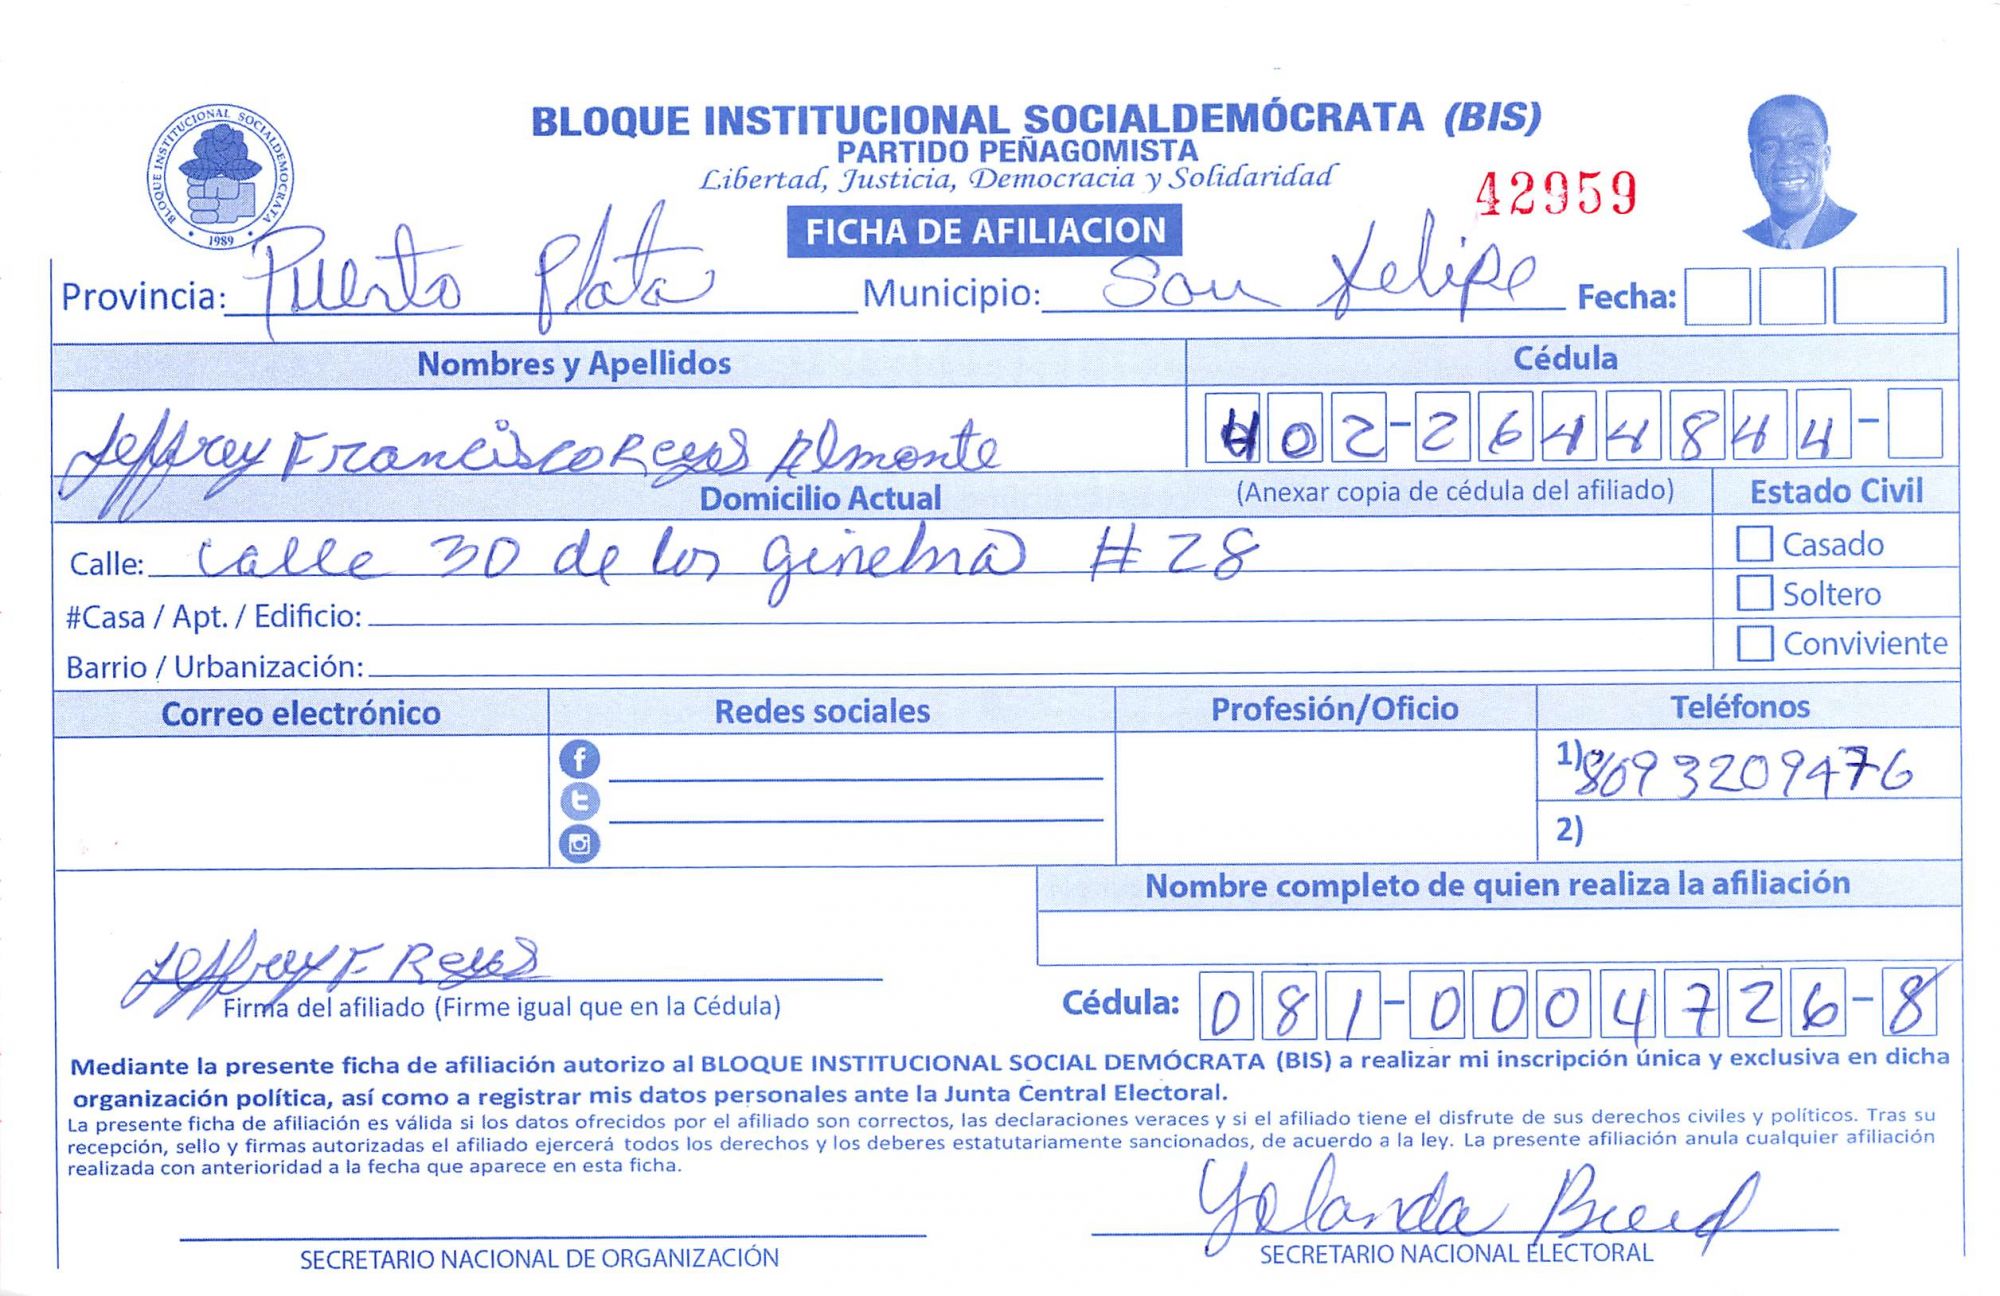 BLOQUE INSTITUCIONAL SOCIALDEMÓCRATA (BIS)
PARTIDO PEÑAGOMISTA
Libertad, Justicia, Democracia y Solidaridad
42959
BLOQUE INSTITUCIONAL SOCIALDEMOCRATA
1989
FICHA DE AFILIACION
Provincia: Puerto Plata Municipio: San Felipe Fecha:
Nombres y Apellidos Cédula
Jeffrey Francisco Reyes Almonte 402-2644844-
Domicilio Actual (Anexar copia de cédula del afiliado) Estado Civil
Calle: Calle 30 de los ginebra #28 Casado
#Casa / Apt. / Edificio: Soltero
Barrio / Urbanización: Conviviente
Correo electrónico Redes sociales Profesión/Oficio Teléfonos
1) 8093209476
2)
Nombre completo de quien realiza la afiliación
Jeffrey F Reyes
Firma del afiliado (Firme igual que en la Cédula) Cédula: 081-0004726-8
Mediante la presente ficha de afiliación autorizo al BLOQUE INSTITUCIONAL SOCIAL DEMÓCRATA (BIS) a realizar mi inscripción única y exclusiva en dicha
organización política, así como a registrar mis datos personales ante la Junta Central Electoral.
La presente ficha de afiliación es válida si los datos ofrecidos por el afiliado son correctos, las declaraciones veraces y si el afiliado tiene el disfrute de sus derechos civiles y políticos. Tras su
recepción, sello y firmas autorizadas el afiliado ejercerá todos los derechos y los deberes estatutariamente sancionados, de acuerdo a la ley. La presente afiliación anula cualquier afiliación
realizada con anterioridad a la fecha que aparece en esta ficha.
Yolanda
SECRETARIO NACIONAL DE ORGANIZACIÓN SECRETARIO NACIONAL ELECTORAL